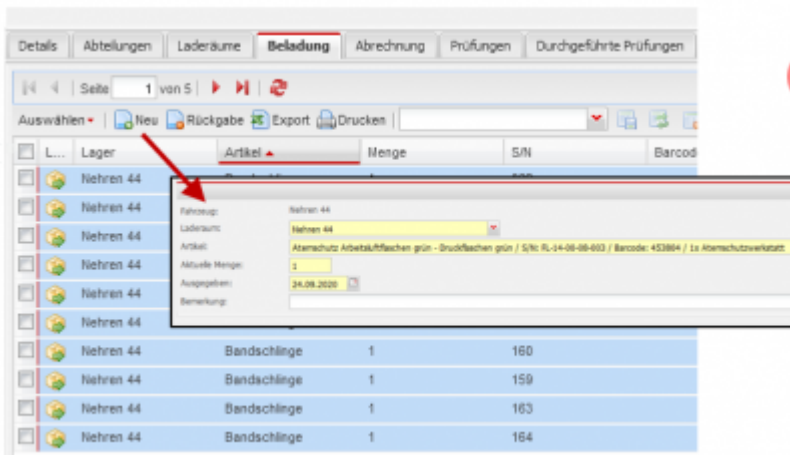 Details Abteilungen Laderäume Beladung Abrechnung Prüfungen Durchgeführte Prüfungen
Seite 1 von 5
Auswählen Neu Rückgabe Export Drucken
L... Lager Artikel Menge S/N Barcod
Nehren 44
Nehren 44
Nehren 44
Nehren 44
Nehren 44
Nehren 44
Fahrzeug: Nehren 44
Laderaum: Nehren 44
Artikel: Atemschutz Arbeitsluftflaschen grün - Druckflaschen grün / S/N: FL-14-08-08-003 / Barcode: 453864 / 1x Atemschutzwerkstatt
Aktuelle Menge: 1
Ausgegeben: 24.08.2020
Bemerkung:
Nehren 44 Bandschlinge 1 160
Nehren 44 Bandschlinge 1 159
Nehren 44 Bandschlinge 1 163
Nehren 44 Bandschlinge 1 164